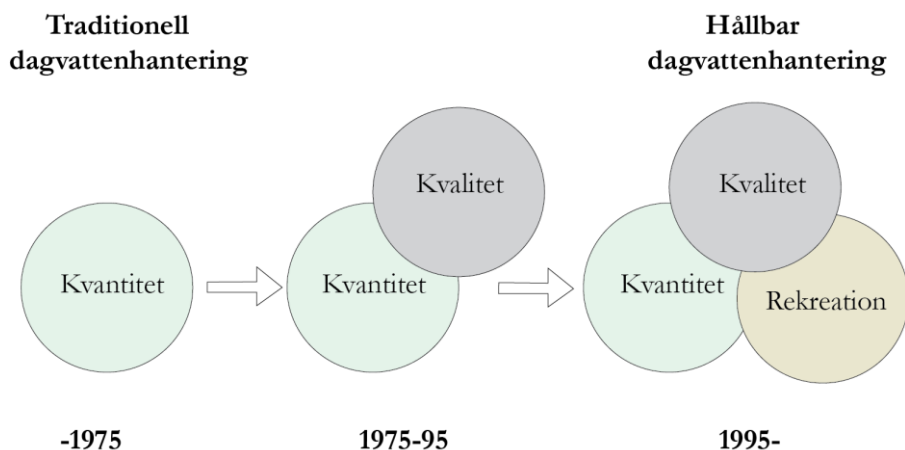 Traditionell
dagvattenhantering
Hållbar
dagvattenhantering
Kvantitet
Kvalitet
Kvantitet
Kvalitet
Kvantitet
Rekreation
-1975
1975-95
1995-